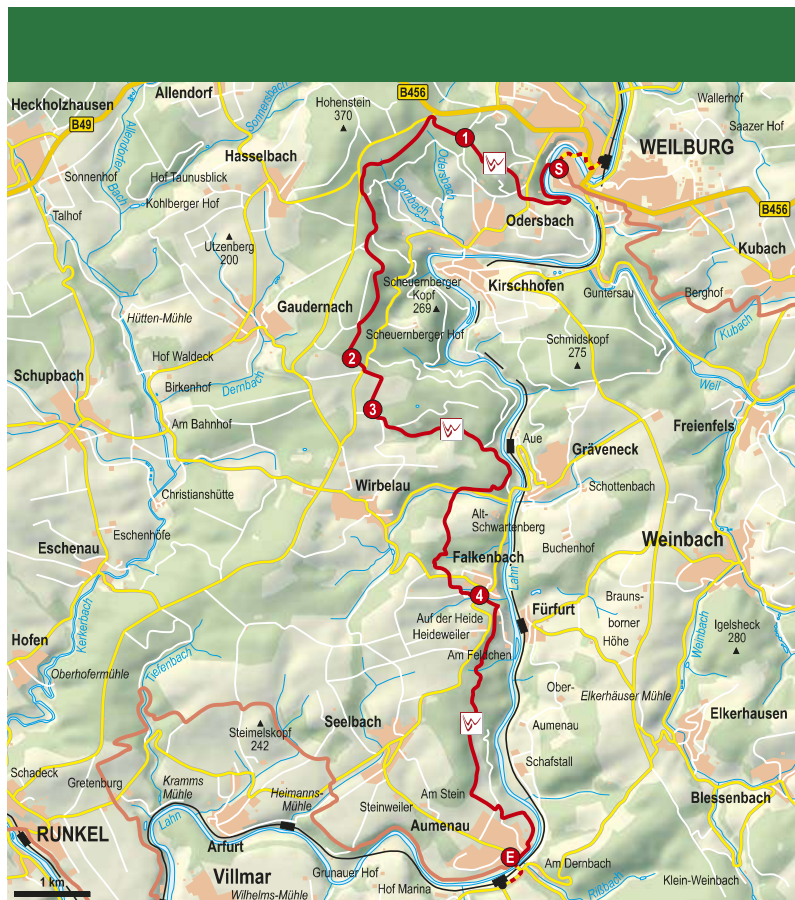 B456
Wallerhof
Heckholzhausen
Allendorf
Sonnersbach
Hohenstein
370
B49
Saazer Hof
Allendorfer
Bach
1
WEILBURG
Hasselbach
Odersbach
S
Sonnenhof
Hof Taunusblick
Bornbach
Kohlberger Hof
B456
Talhof
Odersbach
Utzenberg
200
Kubach
Scheuernberger
Kopf
269
Kirschhofen
Guntersau
Berghof
Gaudernach
Hütten-Mühle
Scheuernberger Hof
Schmidskopf
275
Kubach
Hof Waldeck
2
Schupbach
Birkenhof
Dernbach
Weil
3
Am Bahnhof
Freienfels
Aue
Gräveneck
Wirbelau
Schottenbach
Christianshütte
Alt-
Schwartenberg
Eschenhöfe
Weinbach
Eschenau
Buchenhof
Falkenbach
Lahn
4
Brauns-
borner
Höhe
Fürfurt
Kerkerbach
Auf der Heide
Heideweiler
Weinbach
Igelsheck
280
Hofen
Am Feldchen
Tiefenbach
Oberhofermühle
Ober-
Elkerhäuser Mühle
Seelbach
Aumenau
Elkerhausen
Steimelskopf
242
Schafstall
Schadeck
Gretenburg
Kramms
Mühle
Heimanns-
Mühle
Am Stein
Blessenbach
Steinweiler
RUNKEL
Lahn
Aumenau
Arfurt
E
Am Dernbach
Villmar
Grunauer Hof
Hof Marina
Rißbach
Klein-Weinbach
1 km
Wilhelms-Mühle